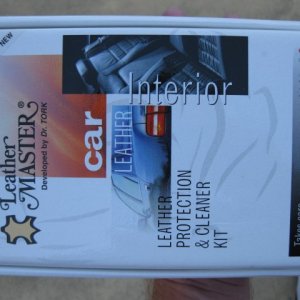 NEW
Leather
MASTER®
Developed by Dr. TORK
car
LEATHER
Interior
LEATHER
PROTECTION
& CLEANER
KIT